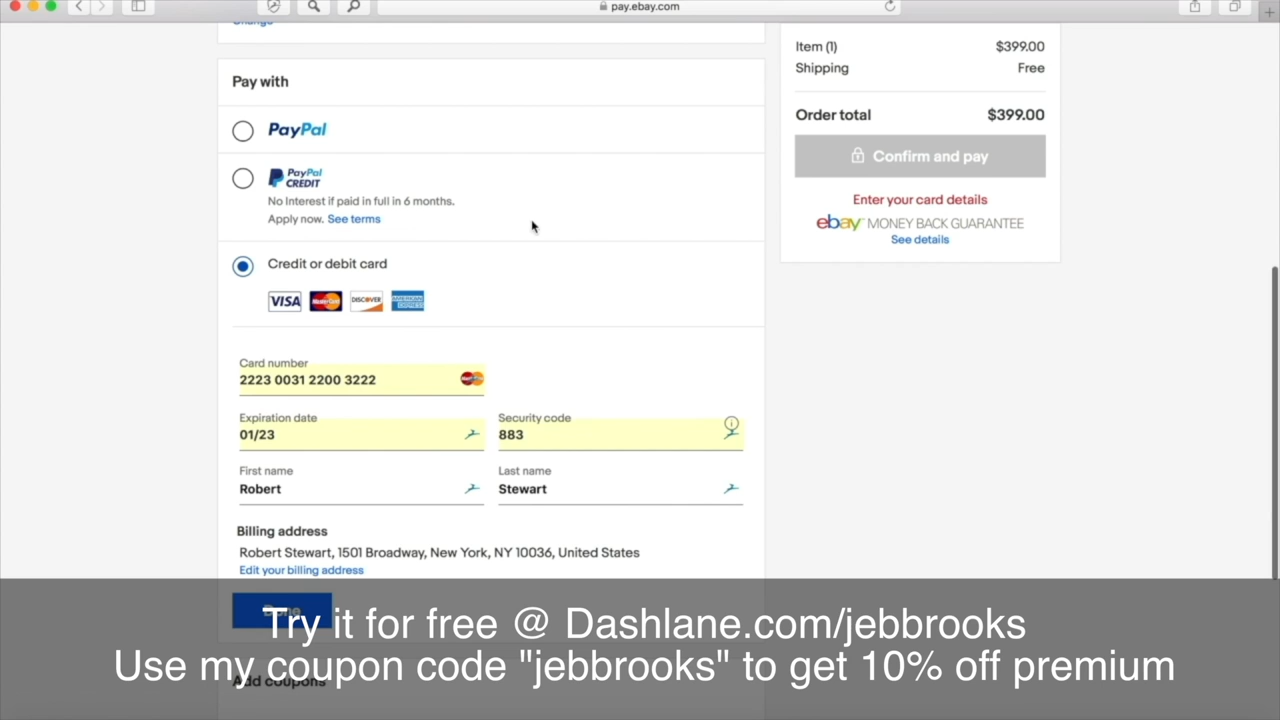 pay.ebay.com
Change
Item (1) $399.00
Shipping Free
Order total $399.00
Confirm and pay
Enter your card details
ebay MONEY BACK GUARANTEE
See details
Pay with
PayPal
PayPal
CREDIT
No Interest if paid in full in 6 months.
Apply now. See terms
Credit or debit card
VISA MasterCard DISCOVER AMERICAN EXPRESS
Card number
2223 0031 2200 3222
Expiration date Security code
01/23 883
First name Last name
Robert Stewart
Billing address
Robert Stewart, 1501 Broadway, New York, NY 10036, United States
Edit your billing address
Done
Try it for free @ Dashlane.com/jebbrooks
Use my coupon code "jebbrooks" to get 10% off premium
Add coupons